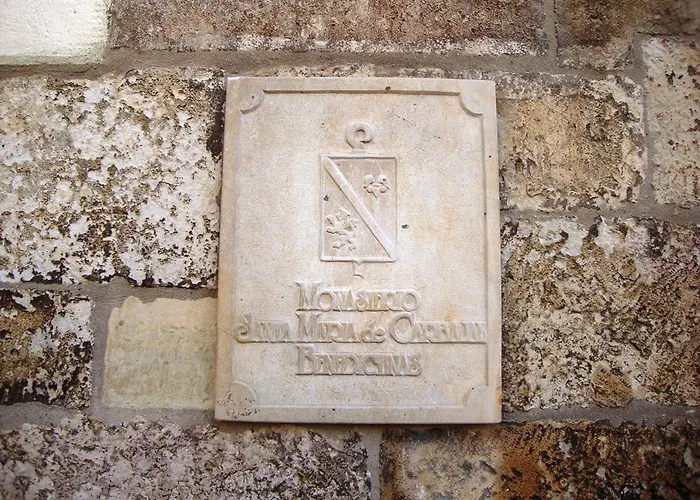 MONASTERIO
SANTA MARIA de CARBAJAL
BENEDICTINAS